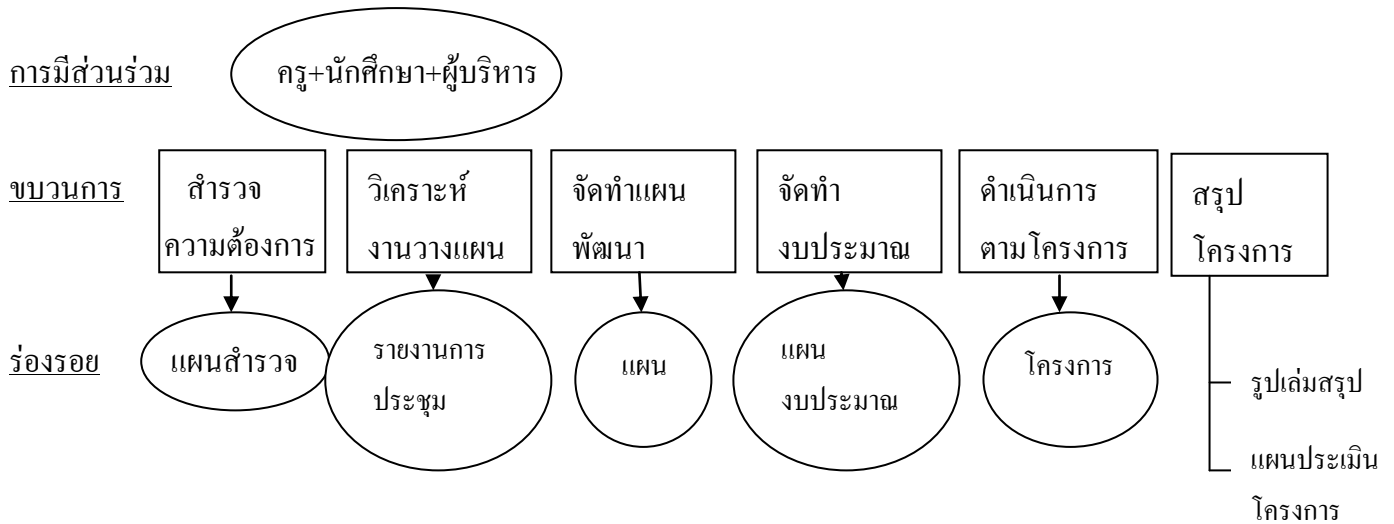 การมีส่วนร่วม
ครู+นักศึกษา+ผู้บริหาร
ขบวนการ
สำรวจ
ความต้องการ
วิเคราะห์
งานวางแผน
จัดทำแผน
พัฒนา
จัดทำ
งบประมาณ
ดำเนินการ
ตามโครงการ
สรุป
โครงการ
ร่องรอย
แผนสำรวจ
รายงานการ
ประชุม
แผน
แผน
งบประมาณ
โครงการ
รูปเล่มสรุป
แผนประเมิน
โครงการ